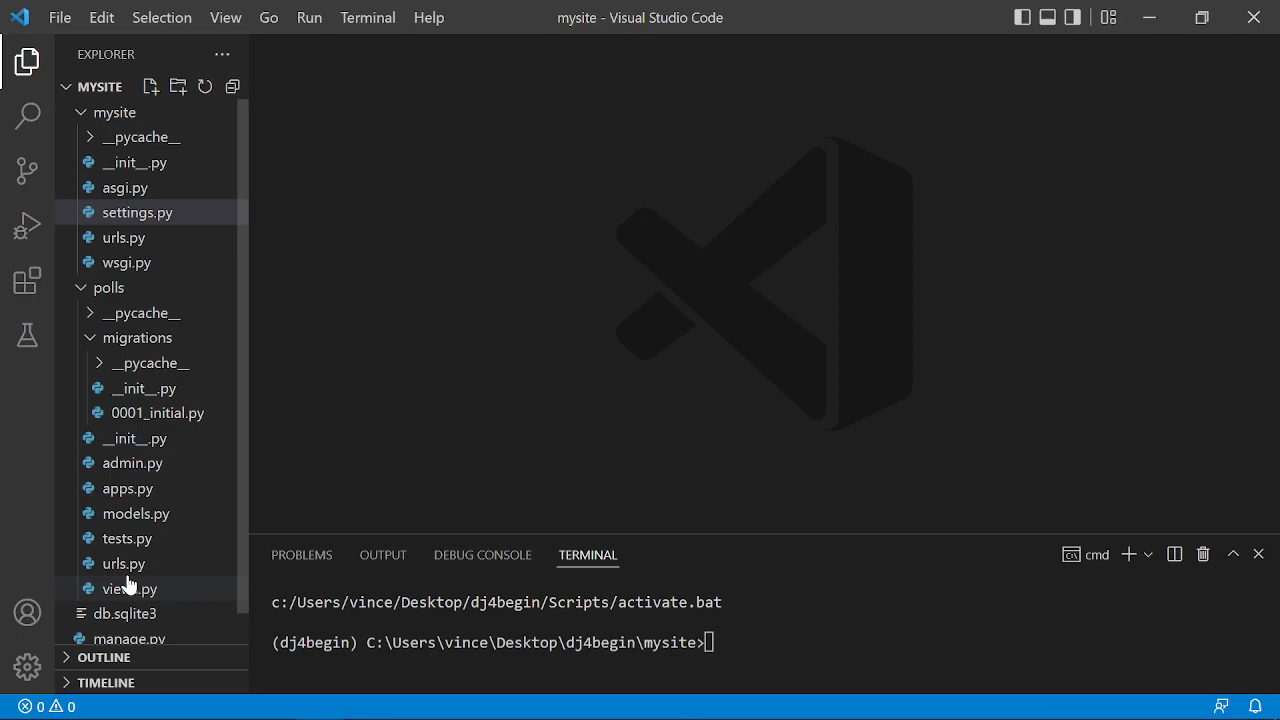 File Edit Selection View Go Run Terminal Help mysite - Visual Studio Code
EXPLORER
MYSITE
mysite
__pycache__
__init__.py
asgi.py
settings.py
urls.py
wsgi.py
polls
__pycache__
migrations
__pycache__
__init__.py
0001_initial.py
__init__.py
admin.py
apps.py
models.py
tests.py
urls.py
db.sqlite3
manage.py
OUTLINE
TIMELINE
PROBLEMS OUTPUT DEBUG CONSOLE TERMINAL cmd
c:/Users/vince/Desktop/dj4begin/Scripts/activate.bat
(dj4begin) C:\Users\vince\Desktop\dj4begin\mysite>
0 0